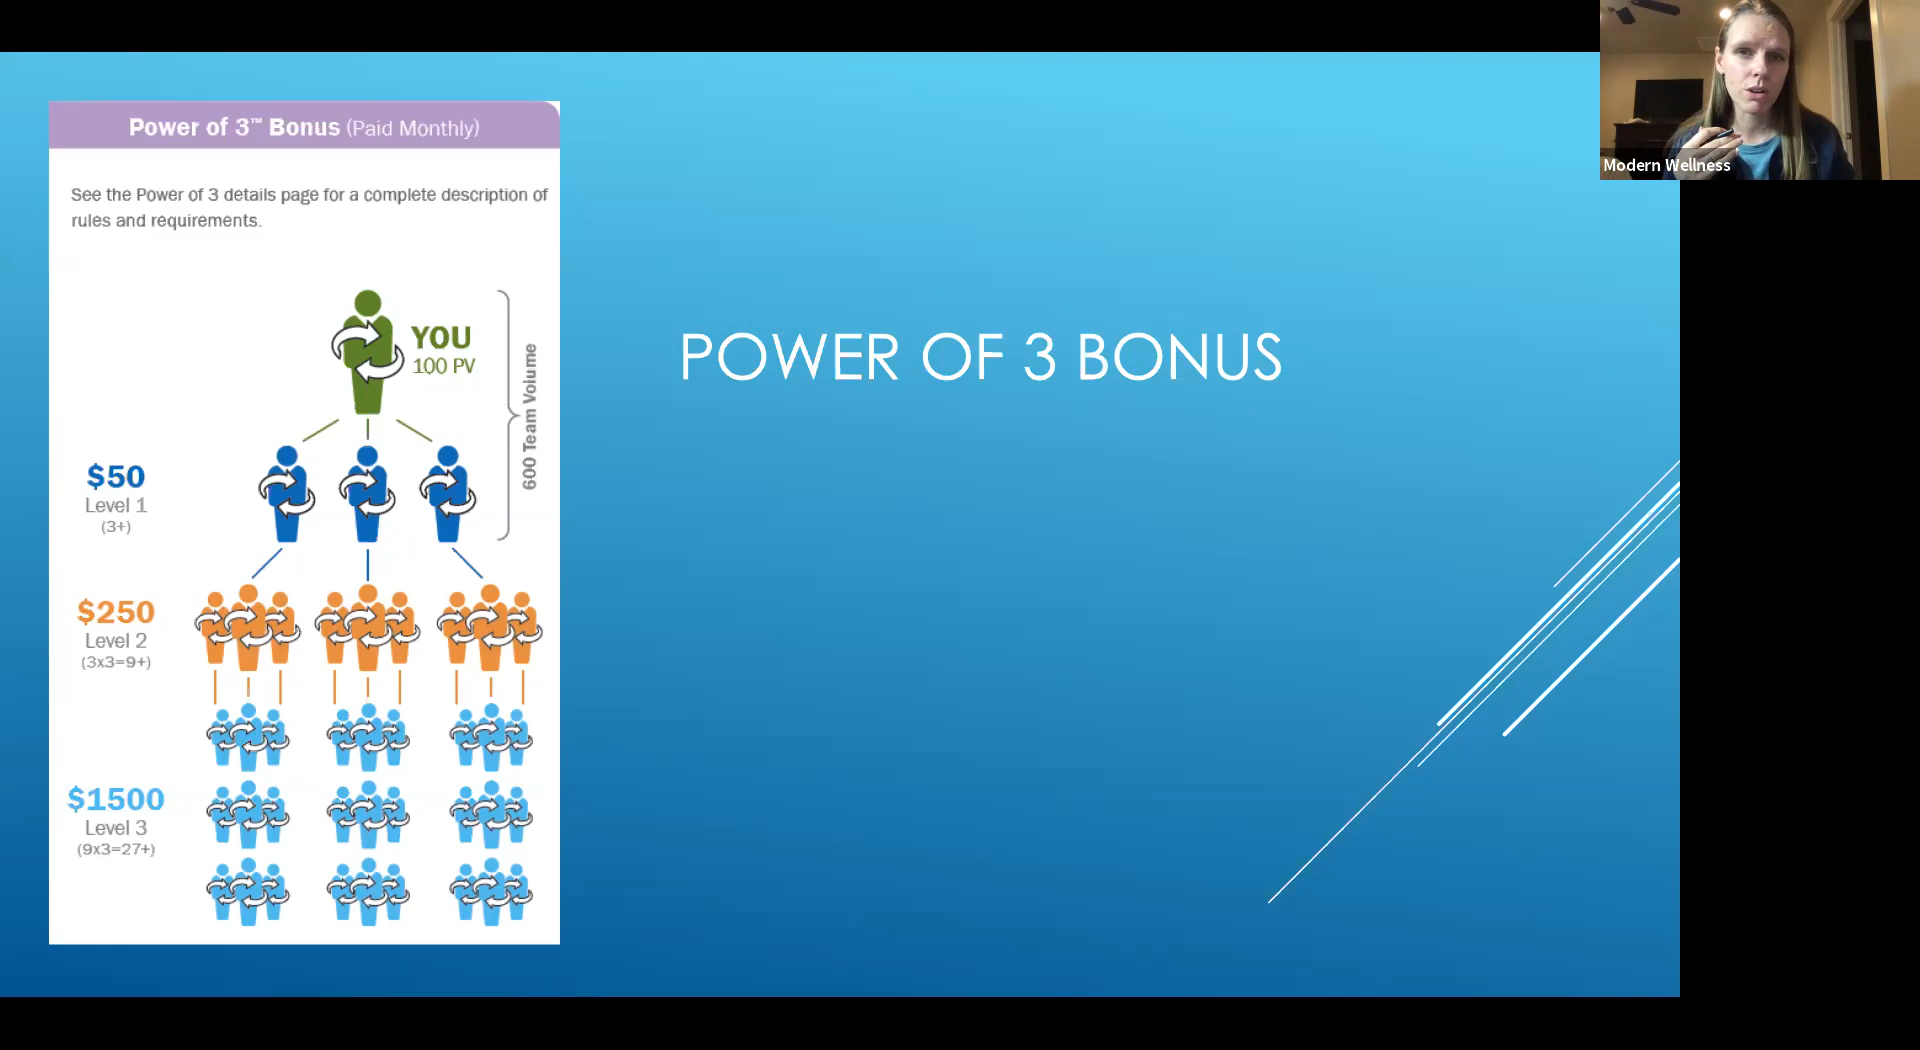 Power of 3™ Bonus (Paid Monthly)
See the Power of 3 details page for a complete description of
rules and requirements.
YOU
100 PV
600 Team Volume
$50
Level 1
(3+)
$250
Level 2
(3x3=9+)
$1500
Level 3
(9x3=27+)
POWER OF 3 BONUS
Modern Wellness